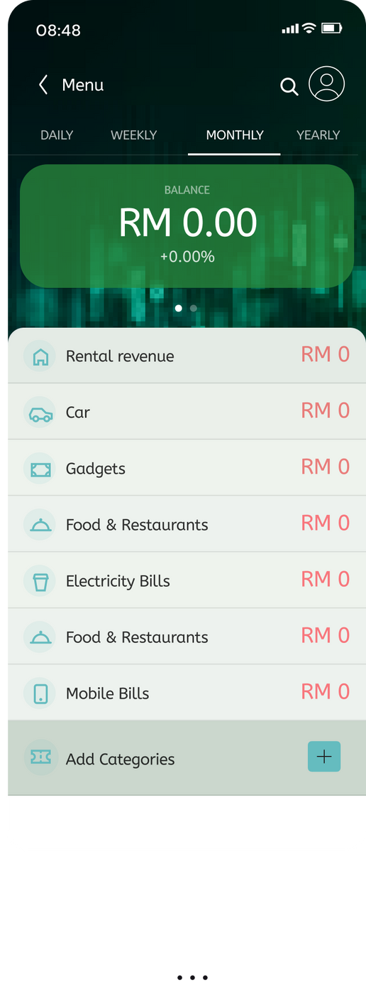 08:48
Menu
DAILY WEEKLY MONTHLY YEARLY
BALANCE
RM 0.00
+0.00%
Rental revenue RM 0
Car RM 0
Gadgets RM 0
Food & Restaurants RM 0
Electricity Bills RM 0
Food & Restaurants RM 0
Mobile Bills RM 0
Add Categories